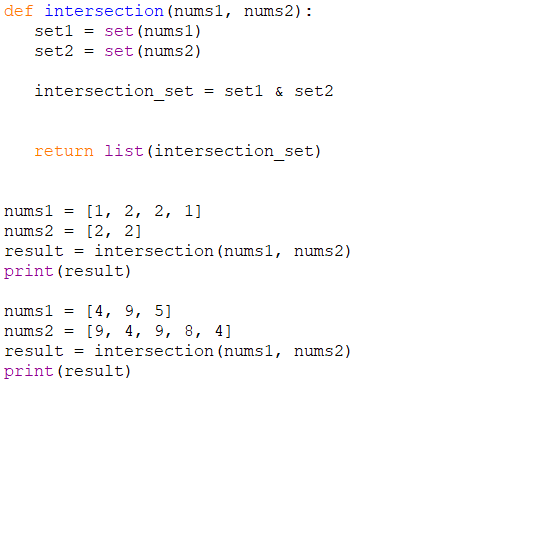 def intersection(nums1, nums2):
   set1 = set(nums1)
   set2 = set(nums2)

   intersection_set = set1 & set2


   return list(intersection_set)


nums1 = [1, 2, 2, 1]
nums2 = [2, 2]
result = intersection(nums1, nums2)
print(result)

nums1 = [4, 9, 5]
nums2 = [9, 4, 9, 8, 4]
result = intersection(nums1, nums2)
print(result)